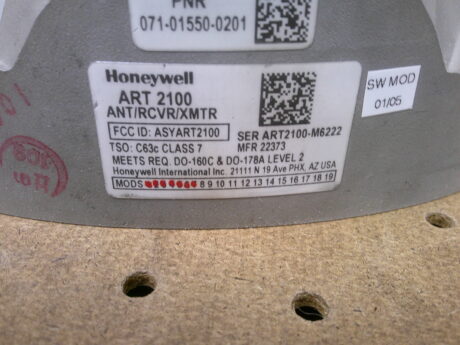 PNR
071-01550-0201
Honeywell
ART 2100
ANT/RCVR/XMTR
FCC ID: ASYART2100
SER ART2100-M6222
TSO: C63c CLASS 7
MFR 22373
MEETS REQ. DO-160C & DO-178A LEVEL 2
Honeywell International Inc. 21111 N 19 Ave PHX, AZ USA
MODS 8 9 10 11 12 13 14 15 16 17 18 19
SW MOD
01/05